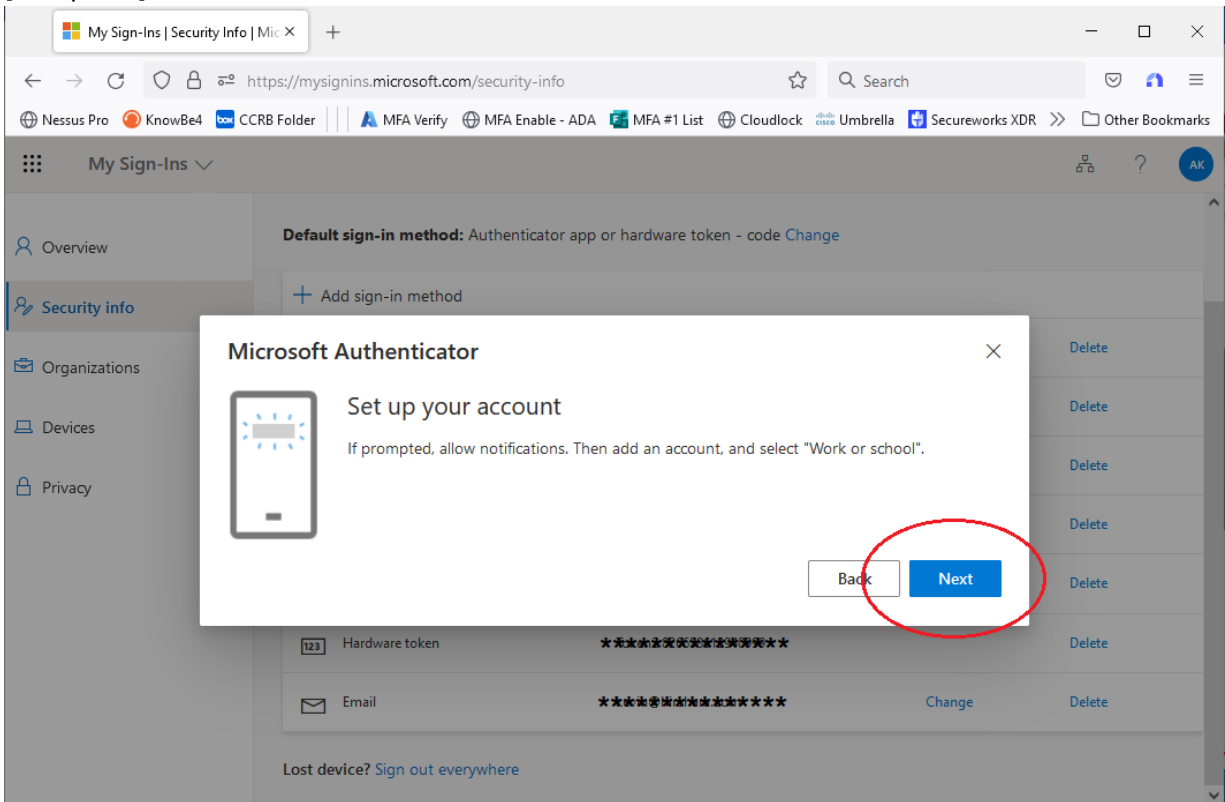 My Sign-Ins | Security Info | Mic
https://mysignins.microsoft.com/security-info
Search
Nessus Pro
KnowBe4
box
CCRB Folder
MFA Verify
MFA Enable - ADA
MFA #1 List
Cloudlock
cisco
Umbrella
Secureworks XDR
Other Bookmarks
My Sign-Ins
?
AK
Overview
Security info
Organizations
Devices
Privacy
Default sign-in method: Authenticator app or hardware token - code Change
+ Add sign-in method
Delete
Microsoft Authenticator
Set up your account
Delete
If prompted, allow notifications. Then add an account, and select "Work or school".
Delete
Delete
Back
Next
Delete
123
Hardware token
Delete
Email
Change
Delete
Lost device? Sign out everywhere